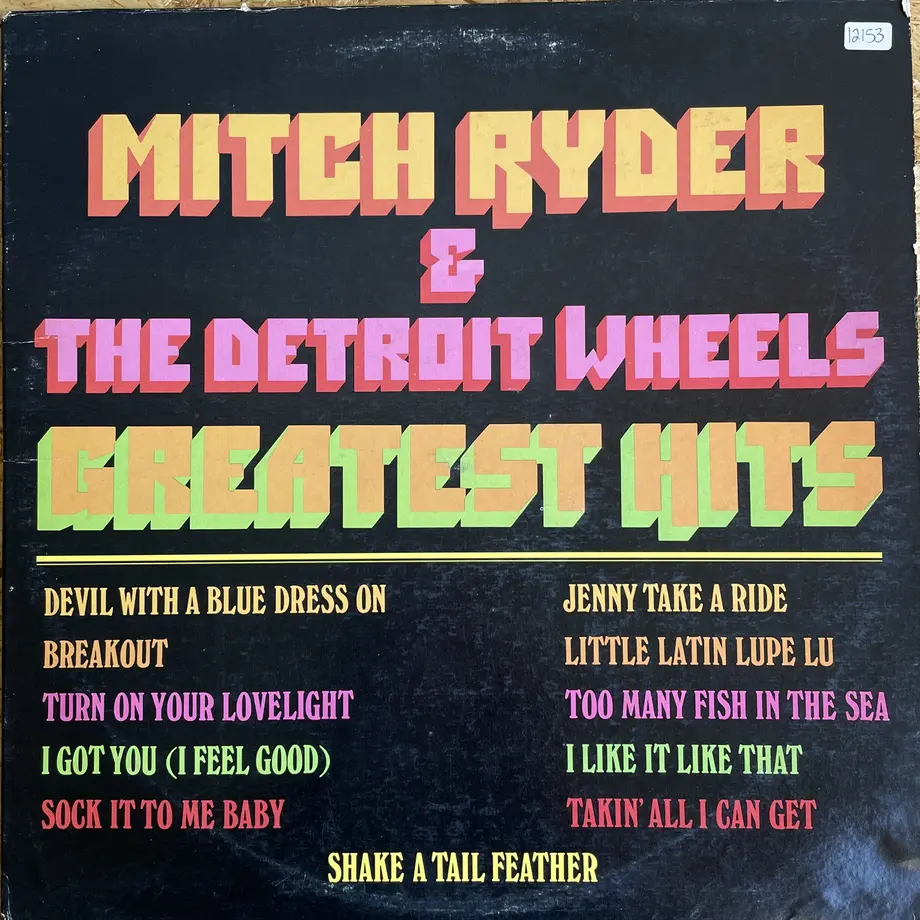 12153
MITCH RYDER
&
THE DETROIT WHEELS
GREATEST HITS
DEVIL WITH A BLUE DRESS ON
BREAKOUT
TURN ON YOUR LOVELIGHT
I GOT YOU (I FEEL GOOD)
SOCK IT TO ME BABY
JENNY TAKE A RIDE
LITTLE LATIN LUPE LU
TOO MANY FISH IN THE SEA
I LIKE IT LIKE THAT
TAKIN' ALL I CAN GET
SHAKE A TAIL FEATHER